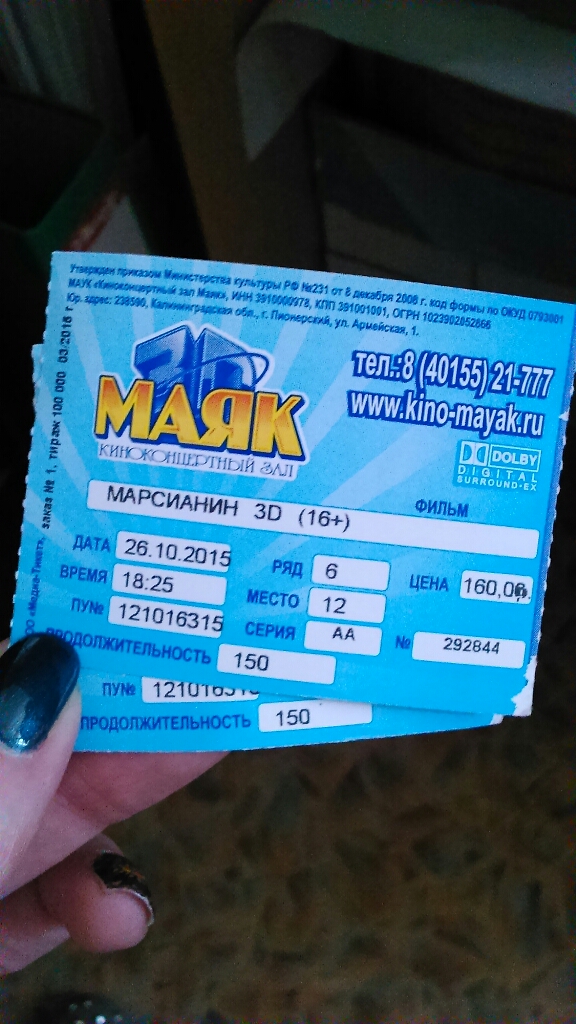 Утвержден приказом Министерства культуры РФ №231 от 8 декабря 2008 г. код формы по ОКУД 0793001
МАУК «Киноконцертный зал Маяк», ИНН 3910000978, КПП 391001001, ОГРН 1023902052866
Юр. адрес: 238590, Калининградская обл., г. Пионерский, ул. Армейская, 1.
3D
МАЯК
КИНОКОНЦЕРТНЫЙ ЗАЛ
тел.:8 (40155) 21-777
www.kino-mayak.ru
DOLBY
DIGITAL
SURROUND·EX
ФИЛЬМ
МАРСИАНИН 3D (16+)
ДАТА 26.10.2015 РЯД 6 ЦЕНА 160,00
ВРЕМЯ 18:25 МЕСТО 12
ПУ№ 121016315 СЕРИЯ АА № 292844
ПРОДОЛЖИТЕЛЬНОСТЬ 150
ПУ№
ПРОДОЛЖИТЕЛЬНОСТЬ 150
«Медиа-Тикет», заказ № 1, тираж 100 000